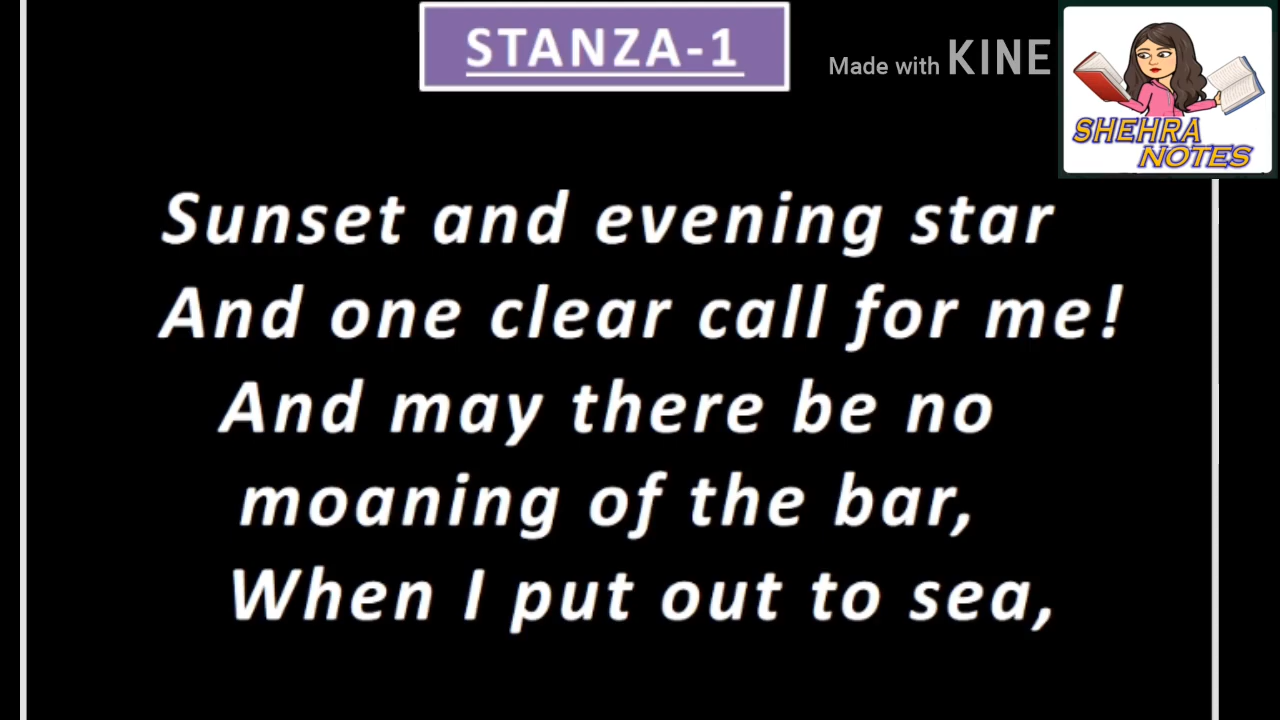 STANZA-1
Made with KINE
SHEHRA
NOTES
Sunset and evening star
And one clear call for me!
And may there be no
moaning of the bar,
When I put out to sea,